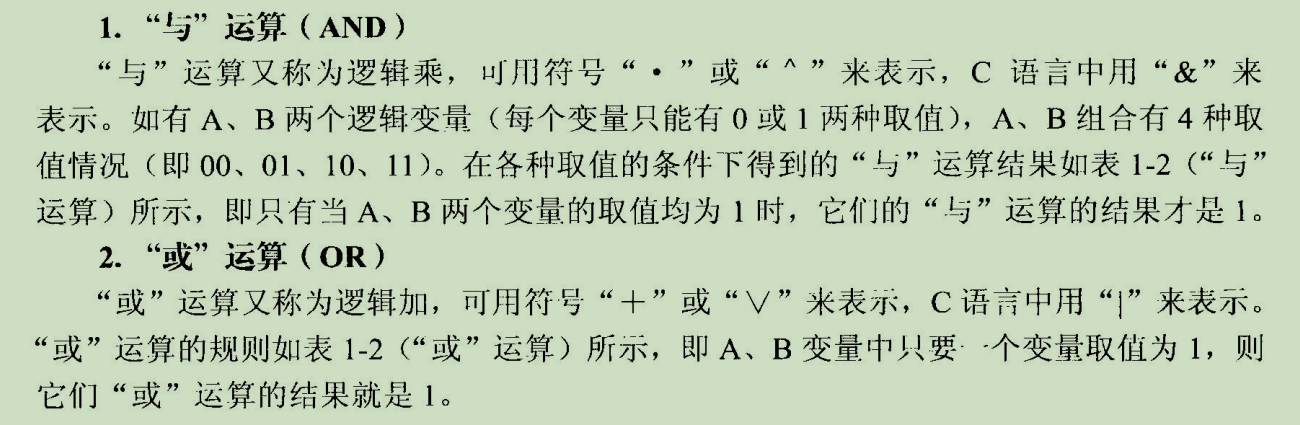 1. “与”运算（AND）
“与”运算又称为逻辑乘，可用符号“·”或“^”来表示，C 语言中用“&”来
表示。如有 A、B 两个逻辑变量（每个变量只能有 0 或 1 两种取值），A、B 组合有 4 种取
值情况（即 00、01、10、11）。在各种取值的条件下得到的“与”运算结果如表 1-2（“与”
运算）所示，即只有当 A、B 两个变量的取值均为 1 时，它们的“与”运算的结果才是 1。
2. “或”运算（OR）
“或”运算又称为逻辑加，可用符号“＋”或“∨”来表示，C 语言中用“|”来表示。
“或”运算的规则如表 1-2（“或”运算）所示，即 A、B 变量中只要一个变量取值为 1，则
它们“或”运算的结果就是 1。